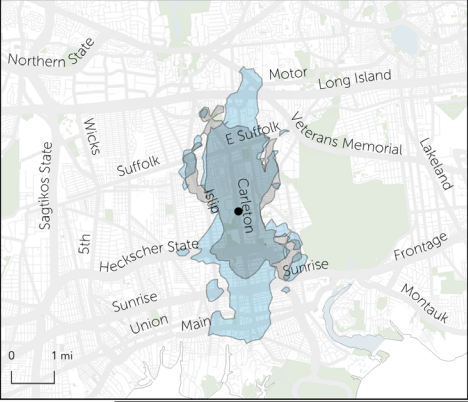 Northern State
Motor
Long Island
Wicks
E Suffolk
Veterans Memorial
Suffolk
Sagtikos State
Lakeland
Islip
Carleton
5th
Heckscher State
Sunrise
Frontage
Sunrise
Montauk
Union
Main
0 1 mi